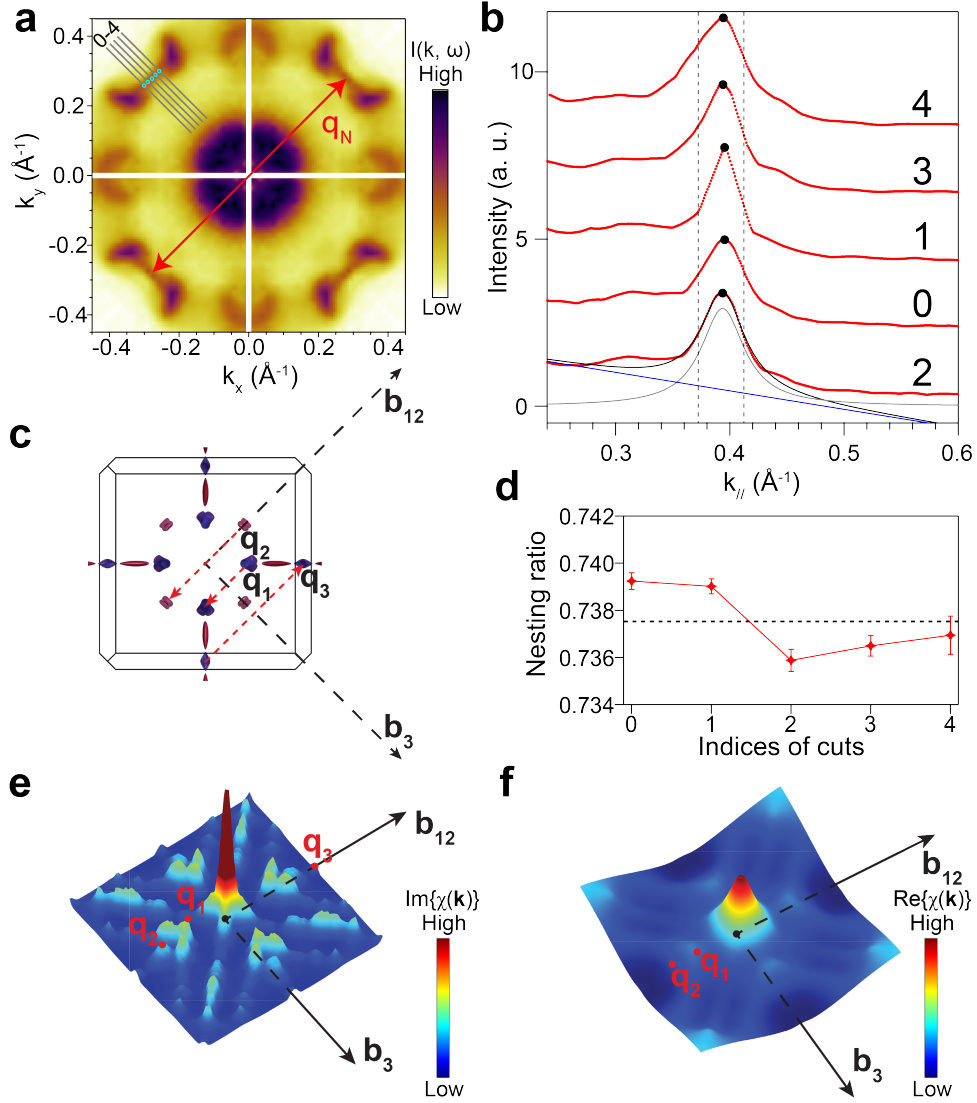 a
0-4
I(k, ω)
High
Low
q_N
0.4
0.2
0.0
-0.2
-0.4
k_y (Å⁻¹)
-0.4
-0.2
0.0
0.2
0.4
k_x (Å⁻¹)
b
10
5
0
Intensity (a. u.)
4
3
1
0
2
0.3
0.4
0.5
0.6
k_// (Å⁻¹)
c
b_12
q_2
q_1
q_3
b_3
d
0.742
0.740
0.738
0.736
0.734
Nesting ratio
0
1
2
3
4
Indices of cuts
e
b_12
q_3
q_1
q_2
b_3
Im{χ(k)}
High
Low
f
b_12
q_1
q_2
b_3
Re{χ(k)}
High
Low